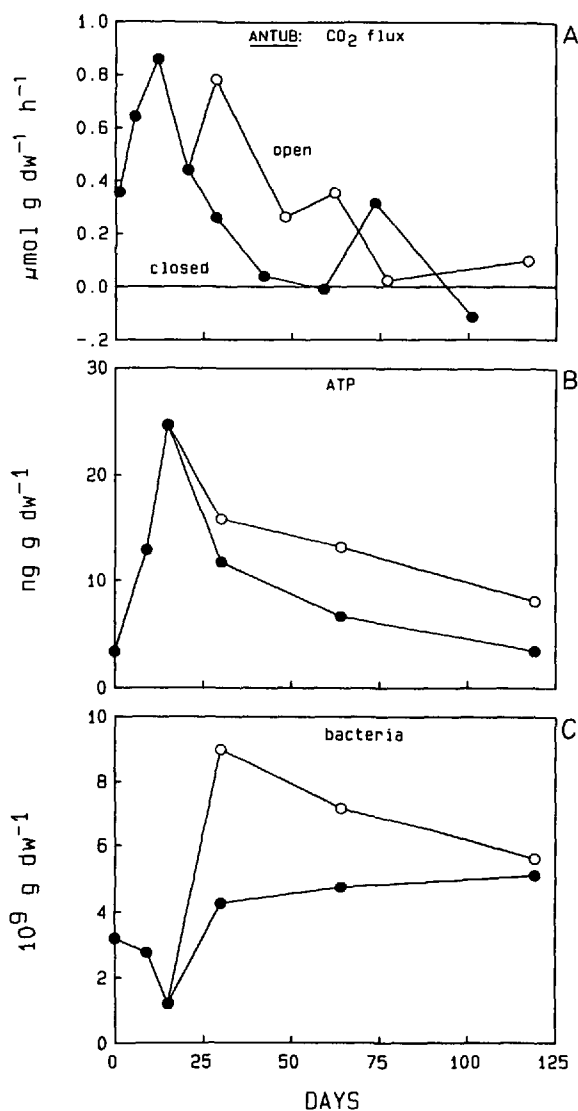 A
ANTUB: CO2 flux
µmol g dw−1 h−1
1.0
0.8
0.6
0.4
0.2
0.0
-.2
open
closed
B
ATP
ng g dw−1
30
20
10
0
C
bacteria
10⁹ g dw−1
10
8
6
4
2
0
0 25 50 75 100 125
DAYS